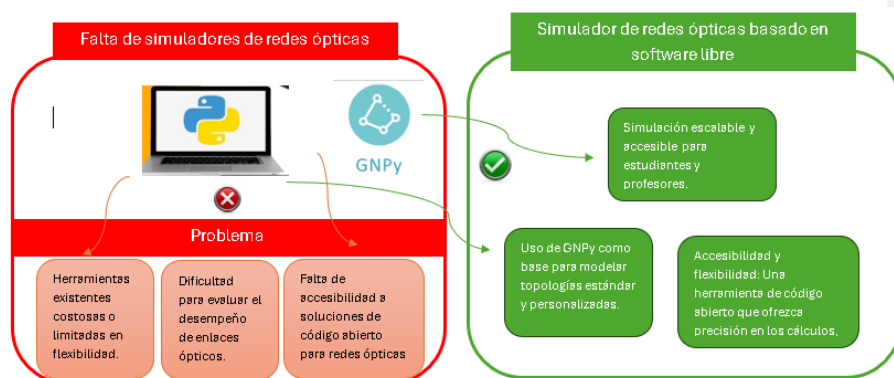 Falta de simuladores de redes ópticas
GNPy
Problema
Herramientas
existentes
costosas o
limitadas en
flexibilidad.
Dificultad
para evaluar el
desempeño
de enlaces
ópticos.
Falta de
accesibilidad a
soluciones de
código abierto
para redes ópticas
Simulador de redes ópticas basado en
software libre
Simulación escalable y
accesible para
estudiantes y
profesores.
Uso de GNPy como
base para modelar
topologías estándar
y personalizadas.
Accesibilidad y
flexibilidad: Una
herramienta de código
abierto que ofrezca
precisión en los cálculos,